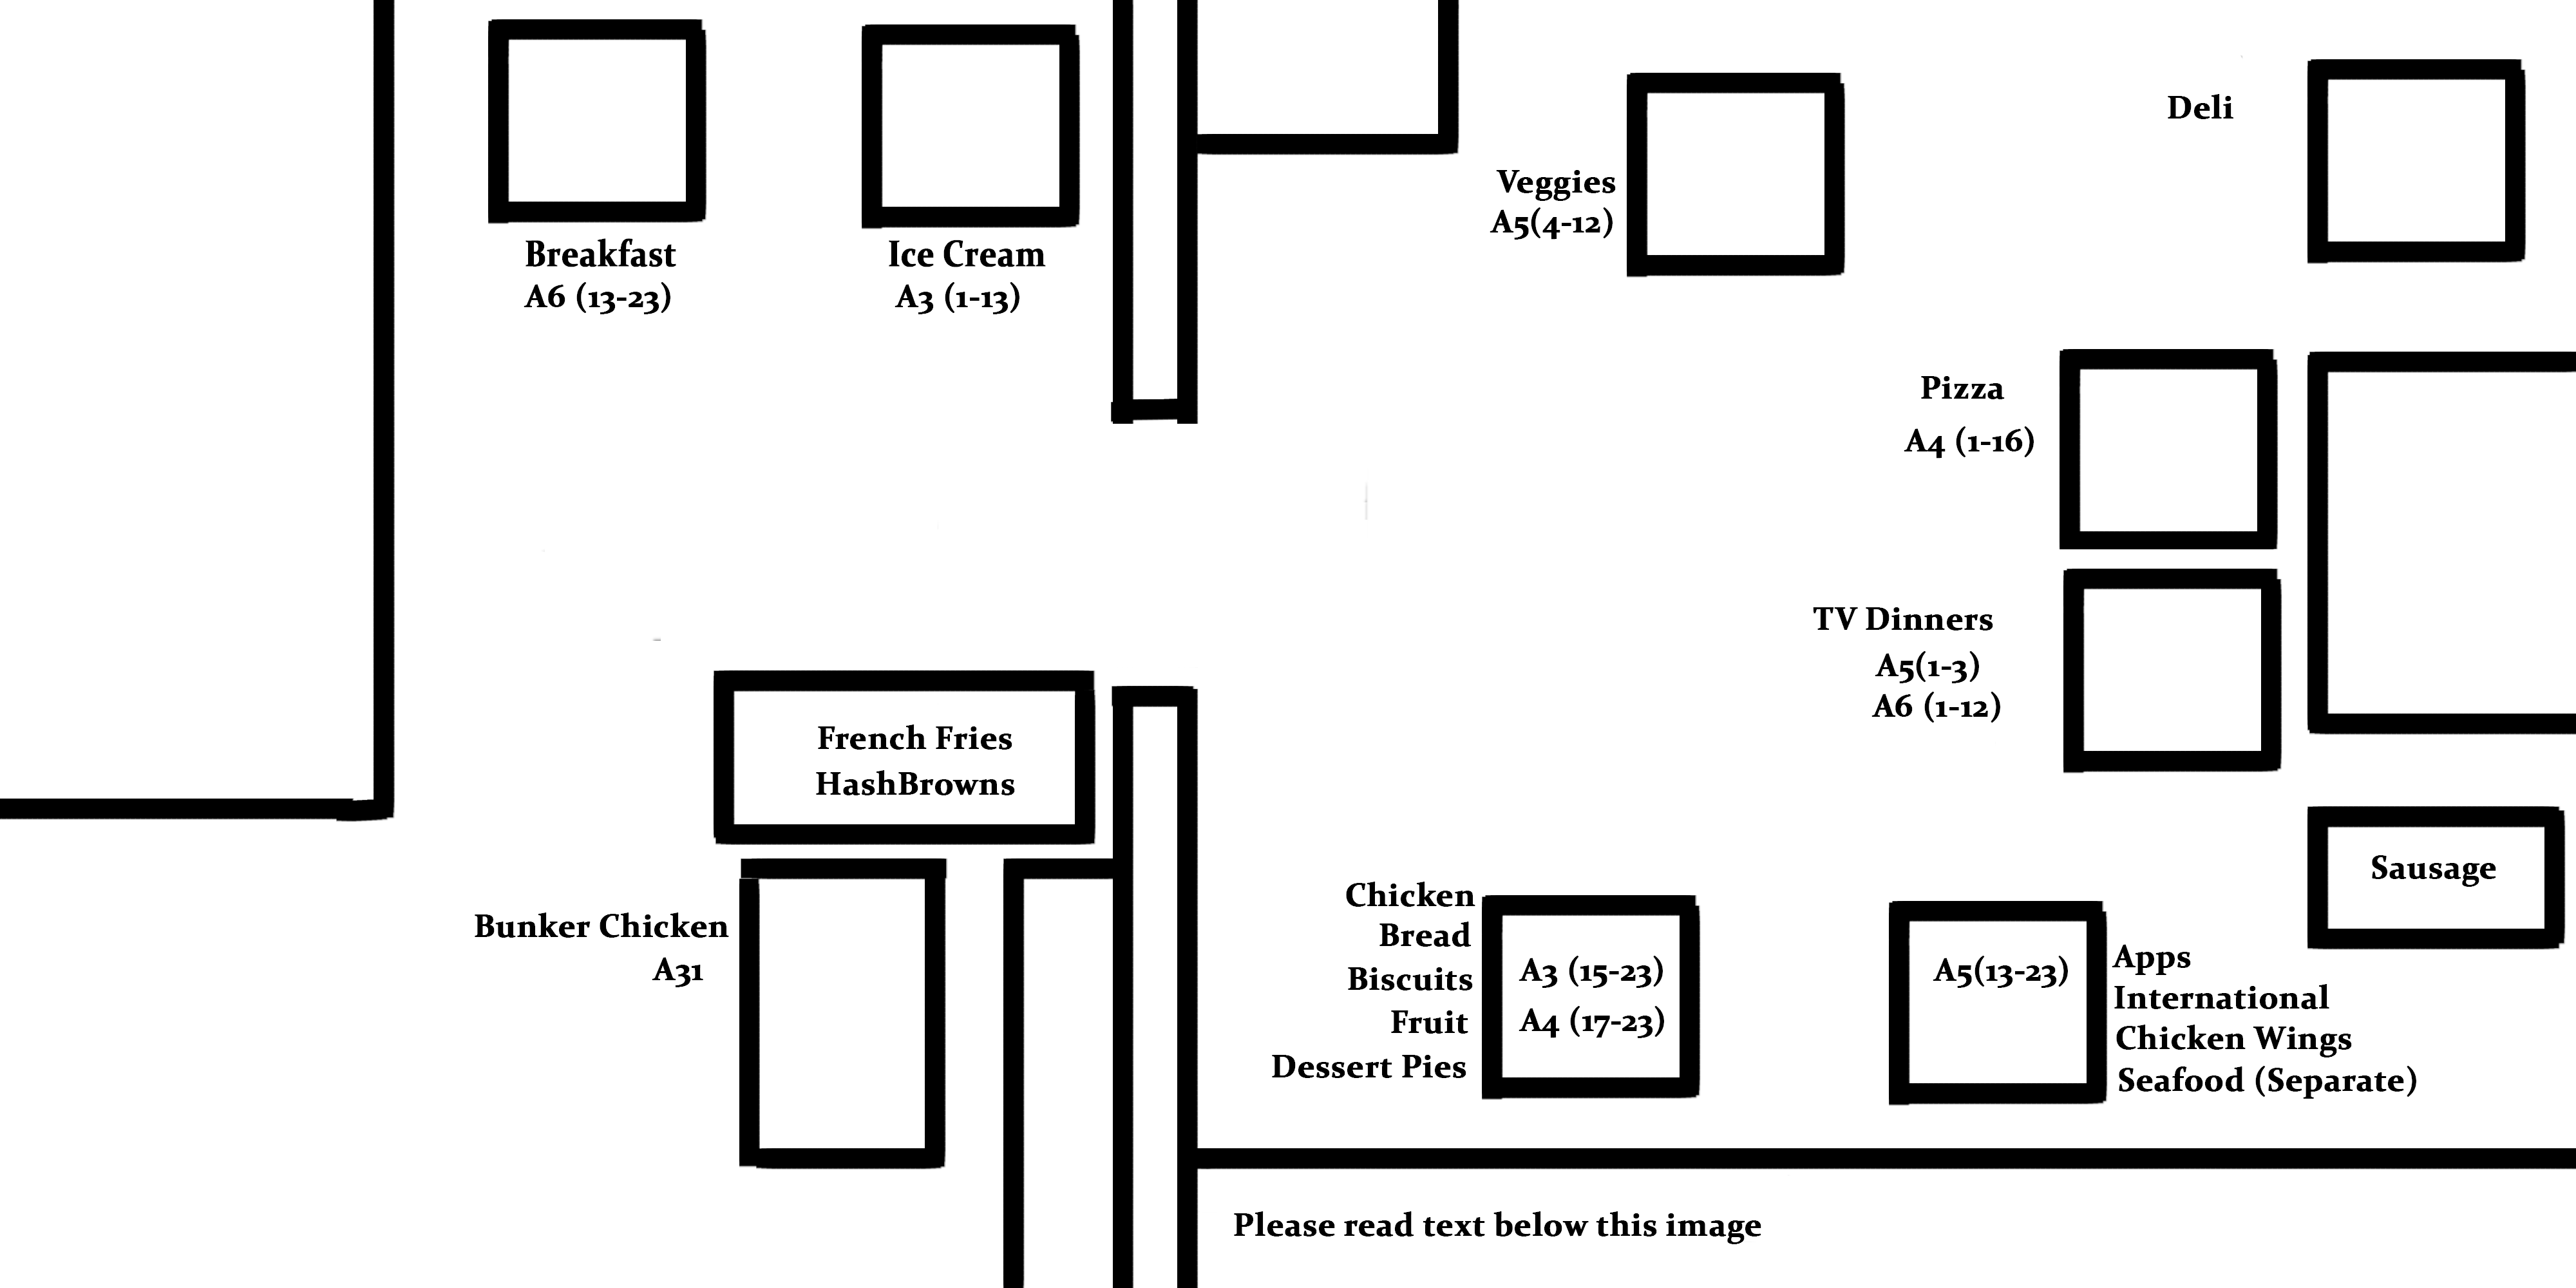 Breakfast
A6 (13-23)
Ice Cream
A3 (1-13)
Veggies
A5(4-12)
Deli
Pizza
A4 (1-16)
TV Dinners
A5(1-3)
A6 (1-12)
French Fries
HashBrowns
Bunker Chicken
A31
Chicken
Bread
Biscuits
Fruit
Dessert Pies
A3 (15-23)
A4 (17-23)
A5(13-23)
Apps
International
Chicken Wings
Seafood (Separate)
Sausage
Please read text below this image